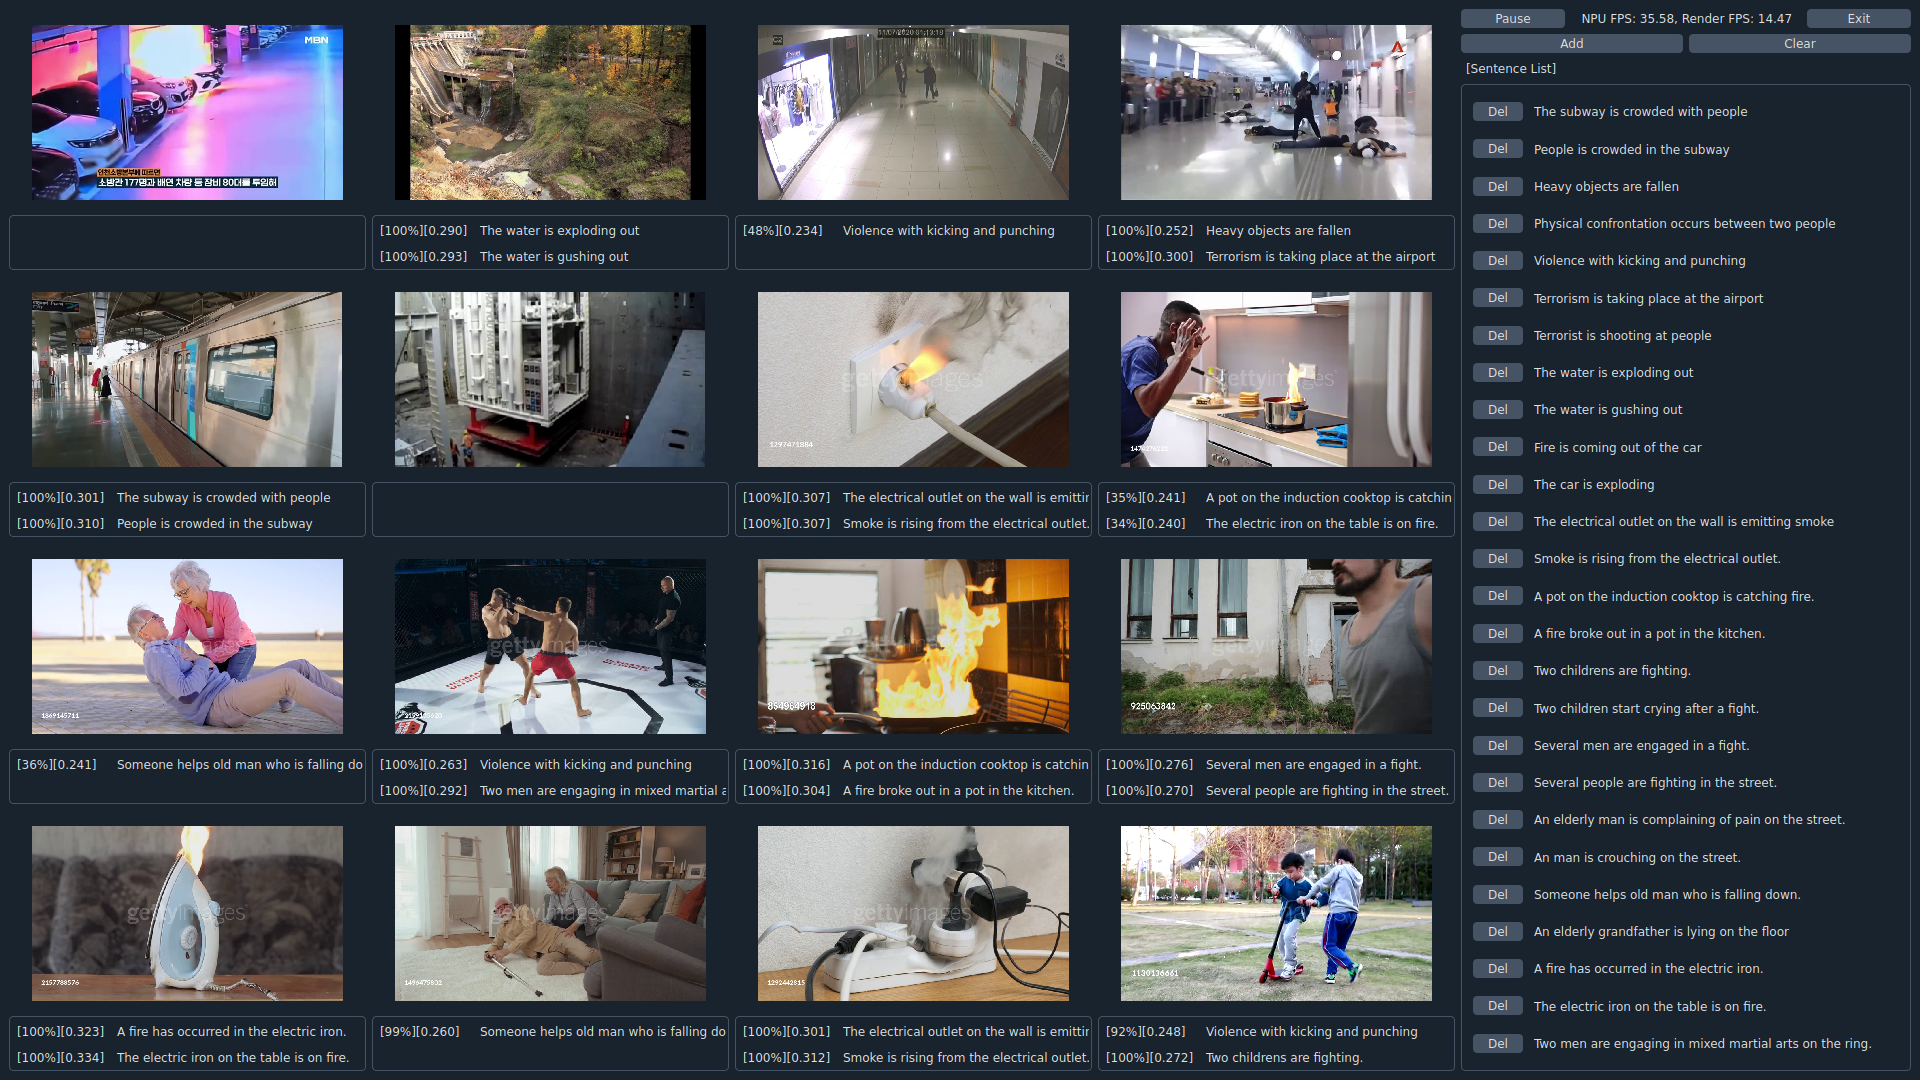 Pause
NPU FPS: 35.58, Render FPS: 14.47
Exit
Add
Clear
[Sentence List]
MBN
소방관 177명과 배연 차량 등 장비 80대를 투입해
11/07/2020 01:13:18
[100%][0.290] The water is exploding out
[100%][0.293] The water is gushing out
[48%][0.234] Violence with kicking and punching
[100%][0.252] Heavy objects are fallen
[100%][0.300] Terrorism is taking place at the airport
gettyimages
1297471884
gettyimages
[100%][0.301] The subway is crowded with people
[100%][0.310] People is crowded in the subway
[100%][0.307] The electrical outlet on the wall is emittin
[100%][0.307] Smoke is rising from the electrical outlet.
[35%][0.241] A pot on the induction cooktop is catchin
[34%][0.240] The electric iron on the table is on fire.
gettyimages
1869145711
gettyimages
gettyimages
854964918
gettyimages
925063842
[36%][0.241] Someone helps old man who is falling do
[100%][0.263] Violence with kicking and punching
[100%][0.292] Two men are engaging in mixed martial a
[100%][0.316] A pot on the induction cooktop is catchin
[100%][0.304] A fire broke out in a pot in the kitchen.
[100%][0.276] Several men are engaged in a fight.
[100%][0.270] Several people are fighting in the street.
gettyimages
2157788576
gettyimages
1496475802
gettyimages
1292442815
1130136661
[100%][0.323] A fire has occurred in the electric iron.
[100%][0.334] The electric iron on the table is on fire.
[99%][0.260] Someone helps old man who is falling do
[100%][0.301] The electrical outlet on the wall is emittin
[100%][0.312] Smoke is rising from the electrical outlet.
[92%][0.248] Violence with kicking and punching
[100%][0.272] Two childrens are fighting.
Del The subway is crowded with people
Del People is crowded in the subway
Del Heavy objects are fallen
Del Physical confrontation occurs between two people
Del Violence with kicking and punching
Del Terrorism is taking place at the airport
Del Terrorist is shooting at people
Del The water is exploding out
Del The water is gushing out
Del Fire is coming out of the car
Del The car is exploding
Del The electrical outlet on the wall is emitting smoke
Del Smoke is rising from the electrical outlet.
Del A pot on the induction cooktop is catching fire.
Del A fire broke out in a pot in the kitchen.
Del Two childrens are fighting.
Del Two children start crying after a fight.
Del Several men are engaged in a fight.
Del Several people are fighting in the street.
Del An elderly man is complaining of pain on the street.
Del An man is crouching on the street.
Del Someone helps old man who is falling down.
Del An elderly grandfather is lying on the floor
Del A fire has occurred in the electric iron.
Del The electric iron on the table is on fire.
Del Two men are engaging in mixed martial arts on the ring.